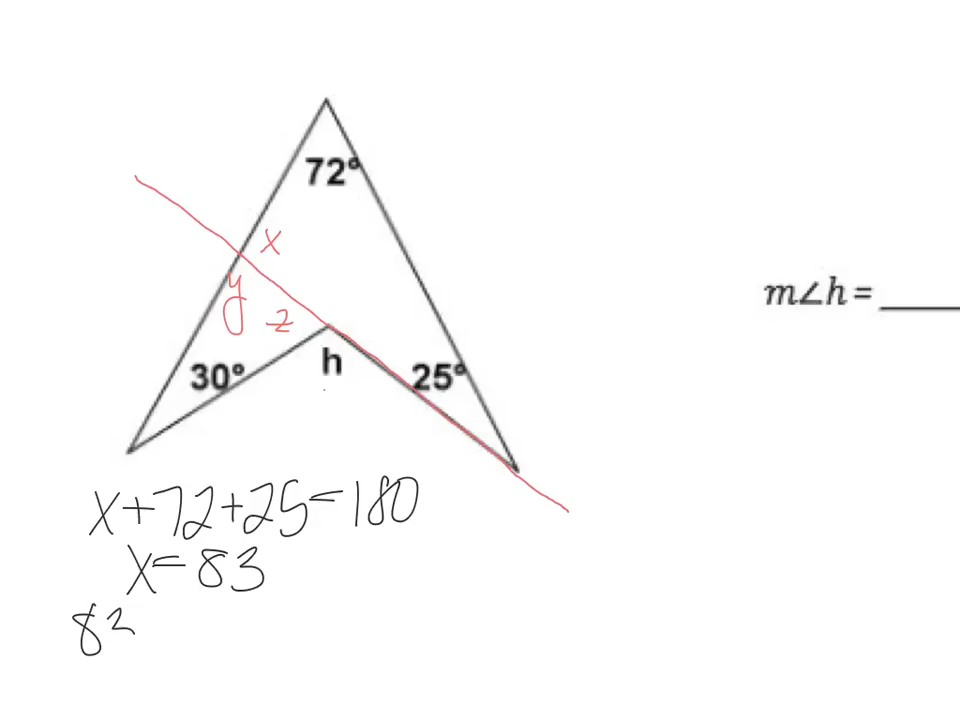 72°
x
y
z
m∠h = ____
30°
h
25°
x+72+25=180
x=83
83